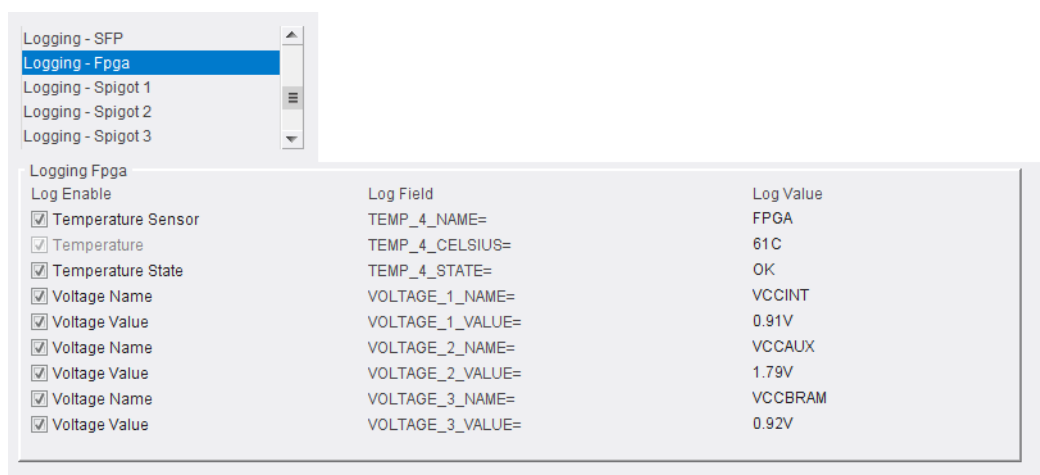 Logging - SFP
Logging - Fpga
Logging - Spigot 1
Logging - Spigot 2
Logging - Spigot 3
Logging Fpga
Log Enable Log Field Log Value
Temperature Sensor TEMP_4_NAME= FPGA
Temperature TEMP_4_CELSIUS= 61C
Temperature State TEMP_4_STATE= OK
Voltage Name VOLTAGE_1_NAME= VCCINT
Voltage Value VOLTAGE_1_VALUE= 0.91V
Voltage Name VOLTAGE_2_NAME= VCCAUX
Voltage Value VOLTAGE_2_VALUE= 1.79V
Voltage Name VOLTAGE_3_NAME= VCCBRAM
Voltage Value VOLTAGE_3_VALUE= 0.92V